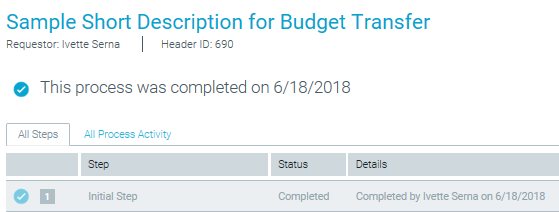 Sample Short Description for Budget Transfer
Requestor: Ivette Serna Header ID: 690
This process was completed on 6/18/2018
All Steps All Process Activity
Step Status Details
1 Initial Step Completed Completed by Ivette Serna on 6/18/2018